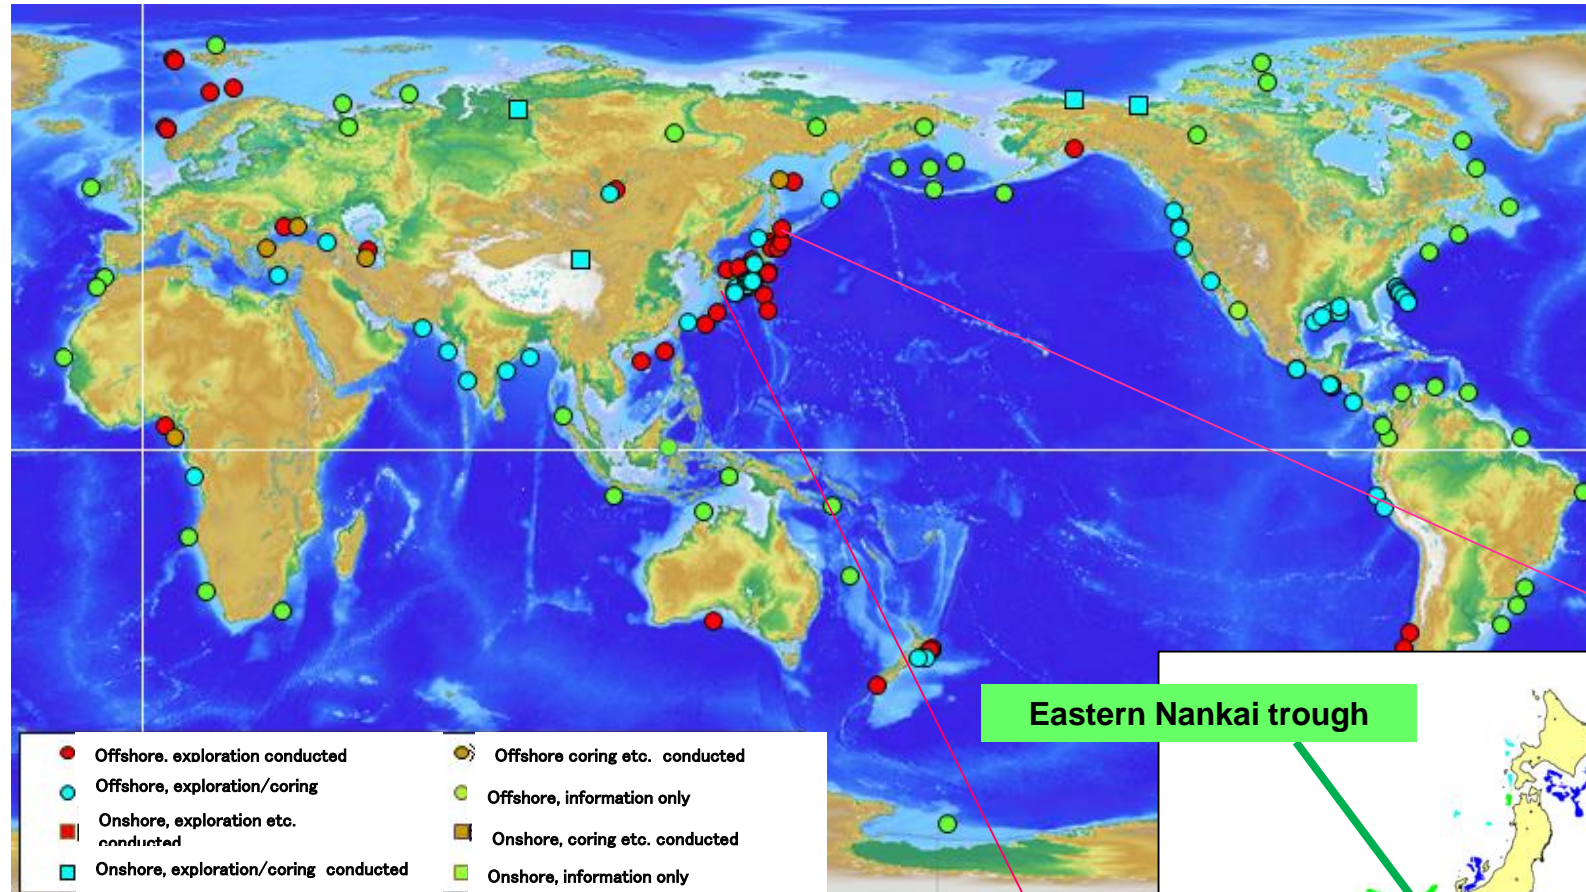 Eastern Nankai trough
Offshore. exploration conducted
Offshore coring etc. conducted
Offshore, exploration/coring
Offshore, information only
Onshore, exploration etc.
conducted
Onshore, coring etc. conducted
Onshore, exploration/coring conducted
Onshore, information only